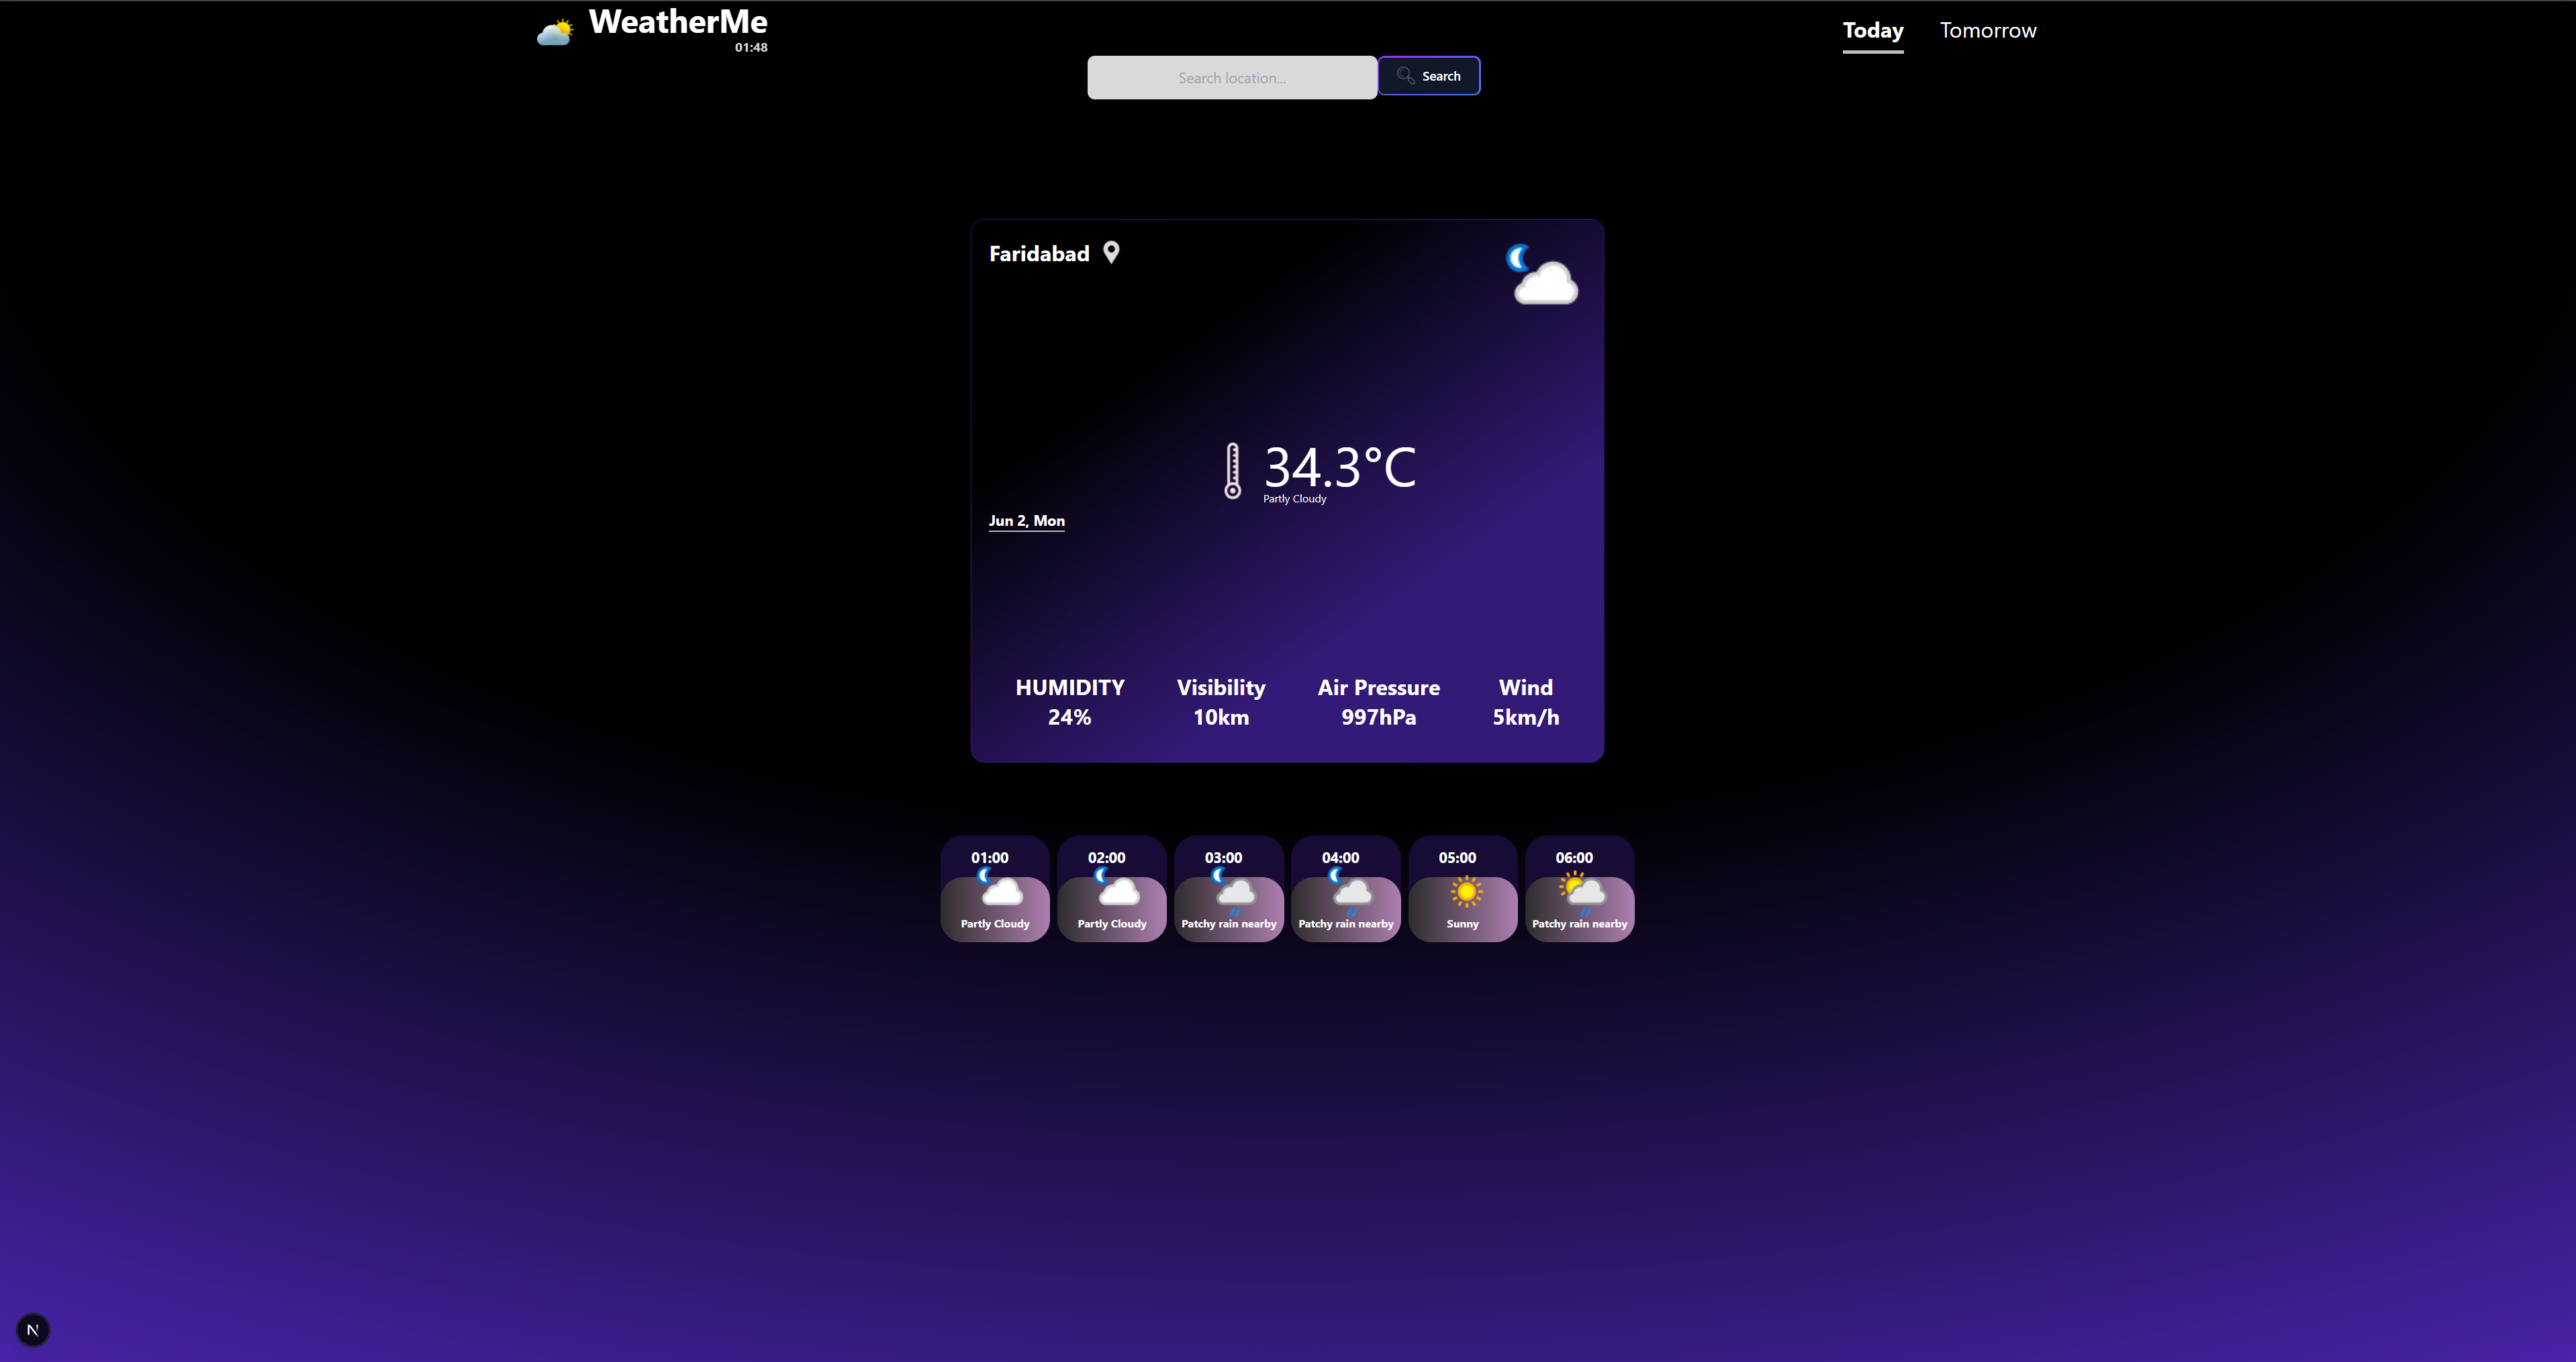 WeatherMe
01:48
Today Tomorrow
Search location...
Search
Faridabad
34.3°C
Partly Cloudy
Jun 2, Mon
HUMIDITY Visibility Air Pressure Wind
24% 10km 997hPa 5km/h
01:00 02:00 03:00 04:00 05:00 06:00
Partly Cloudy Partly Cloudy Patchy rain nearby Patchy rain nearby Sunny Patchy rain nearby
N